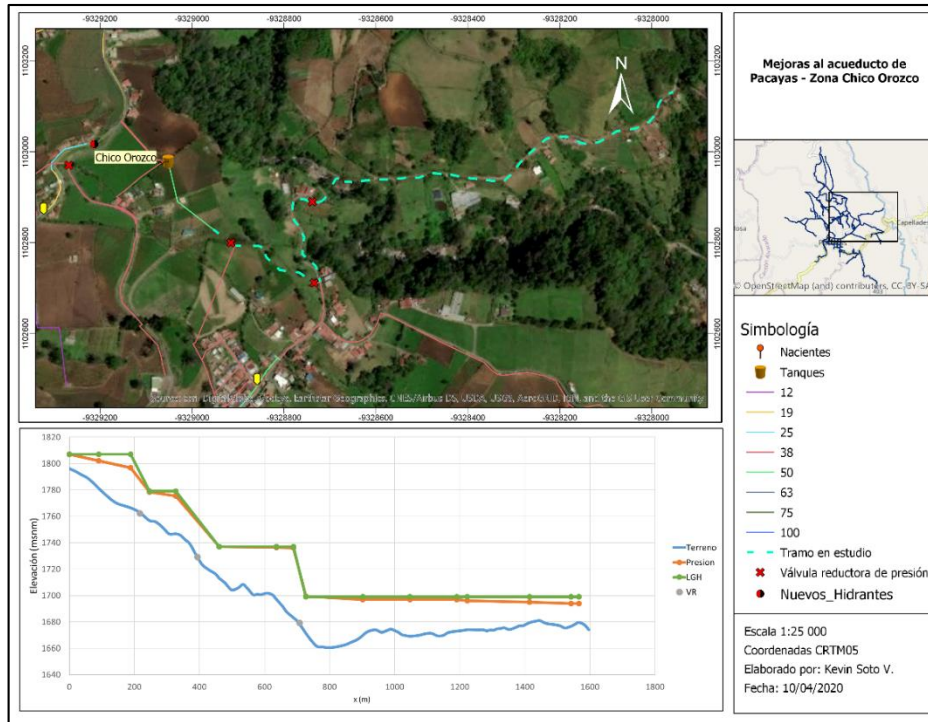 -9329200
-9329000
-9328800
-9328600
-9328400
-9328200
-9328000
1103200
1103000
1102800
1102600
1103200
1103000
1102800
1102600
N
Chico Orozco
-9329200
-9329000
-9328800
-9328600
-9328400
-9328200
-9328000
Mejoras al acueducto de
Pacayas - Zona Chico Orozco
Capellades
© OpenStreetMap (and) contributors, CC-BY-SA
Simbología
Nacientes
Tanques
12
19
25
38
50
63
75
100
Tramo en estudio
Válvula reductora de presión
Nuevos_Hidrantes
Escala 1:25 000
Coordenadas CRTM05
Elaborado por: Kevin Soto V.
Fecha: 10/04/2020
Elevación (msnm)
1820
1800
1780
1760
1740
1720
1700
1680
1660
1640
0
200
400
600
800
1000
1200
1400
1600
1800
x (m)
Terreno
Presion
LGH
VR